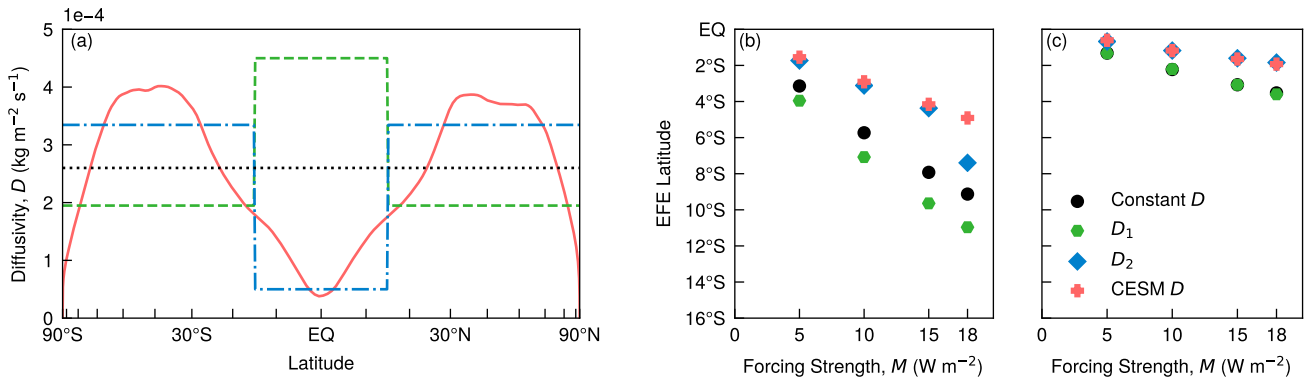 1e−4
(a)
5
4
3
2
1
0
Diffusivity, D (kg m⁻² s⁻¹)
90°S
30°S
EQ
30°N
90°N
Latitude
(b)
EQ
2°S
4°S
6°S
8°S
10°S
12°S
14°S
16°S
EFE Latitude
0
5
10
15
18
Forcing Strength, M (W m⁻²)
(c)
Constant D
D₁
D₂
CESM D
0
5
10
15
18
Forcing Strength, M (W m⁻²)